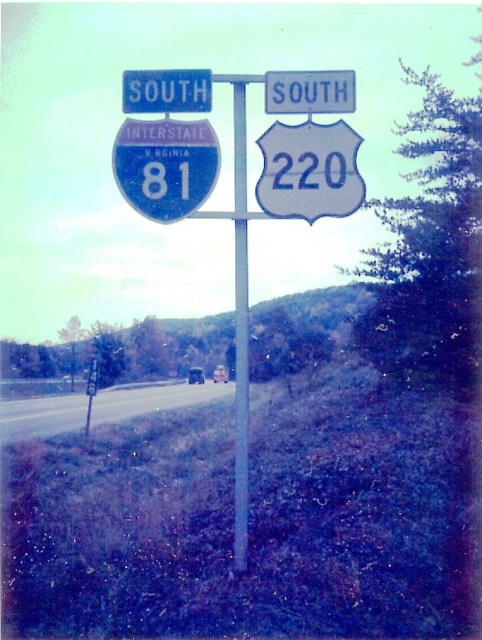 SOUTH
INTERSTATE
VIRGINIA
81
SOUTH
220